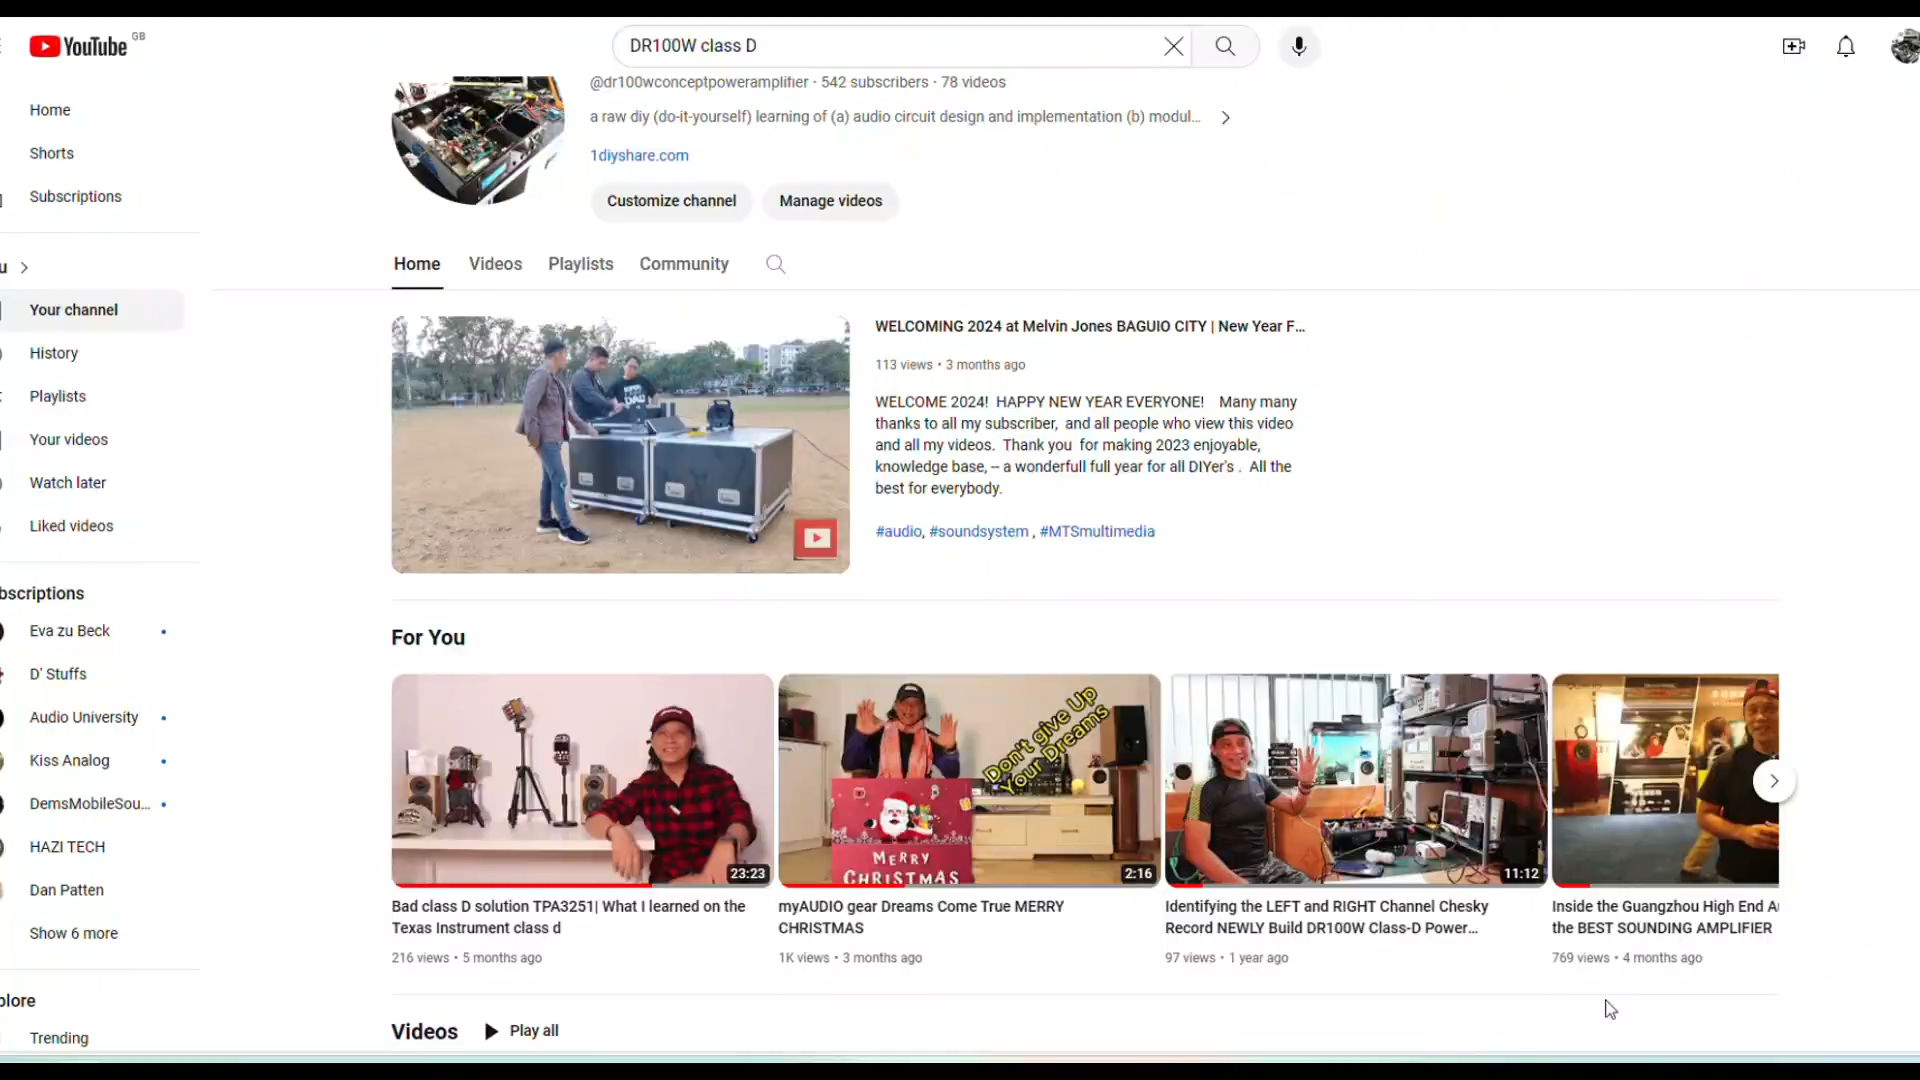 YouTube GB
DR100W class D
@dr100wconceptpoweramplifier · 542 subscribers · 78 videos
a raw diy (do-it-yourself) learning of (a) audio circuit design and implementation (b) modul...
1diyshare.com
Customize channel
Manage videos
Home
Shorts
Subscriptions
u
Your channel
History
Playlists
Your videos
Watch later
Liked videos
bscriptions
Eva zu Beck
D' Stuffs
Audio University
Kiss Analog
DemsMobileSou...
HAZI TECH
Dan Patten
Show 6 more
plore
Trending
Home Videos Playlists Community
WELCOMING 2024 at Melvin Jones BAGUIO CITY | New Year F...
113 views • 3 months ago
WELCOME 2024! HAPPY NEW YEAR EVERYONE! Many many
thanks to all my subscriber, and all people who view this video
and all my videos. Thank you for making 2023 enjoyable,
knowledge base, -- a wonderfull full year for all DIYer's . All the
best for everybody.
#audio, #soundsystem , #MTSmultimedia
For You
23:23
Bad class D solution TPA3251| What I learned on the
Texas Instrument class d
216 views • 5 months ago
Don't give Up
Your Dreams
MERRY
CHRISTMAS
2:16
myAUDIO gear Dreams Come True MERRY
CHRISTMAS
1K views • 3 months ago
11:12
Identifying the LEFT and RIGHT Channel Chesky
Record NEWLY Build DR100W Class-D Power...
97 views • 1 year ago
Inside the Guangzhou High End A
the BEST SOUNDING AMPLIFIER
769 views • 4 months ago
Videos
Play all